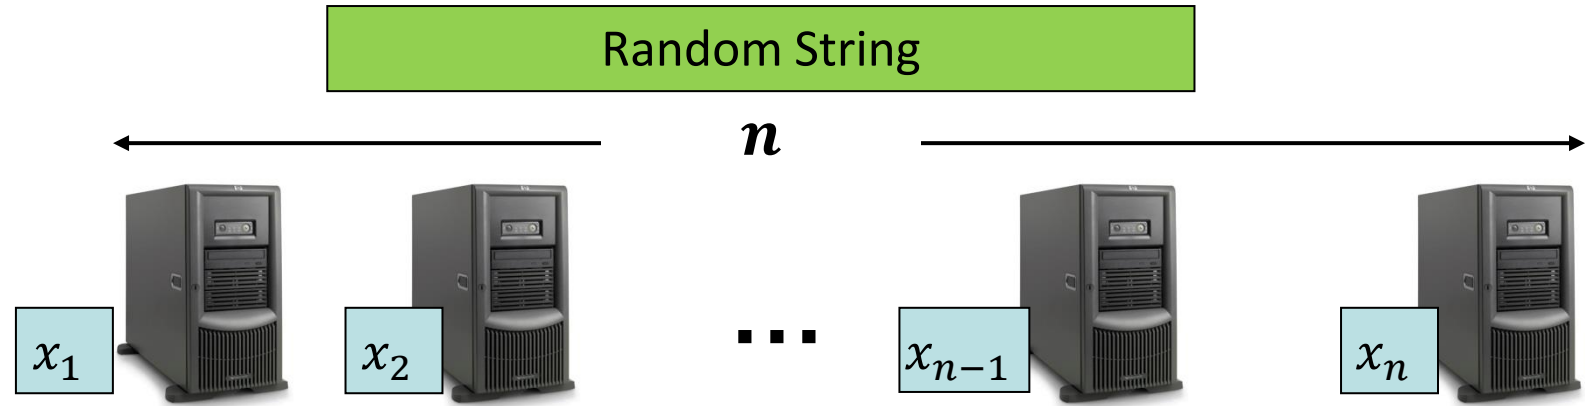 Random String
n
x₁ x₂ ... xₙ₋₁ xₙ